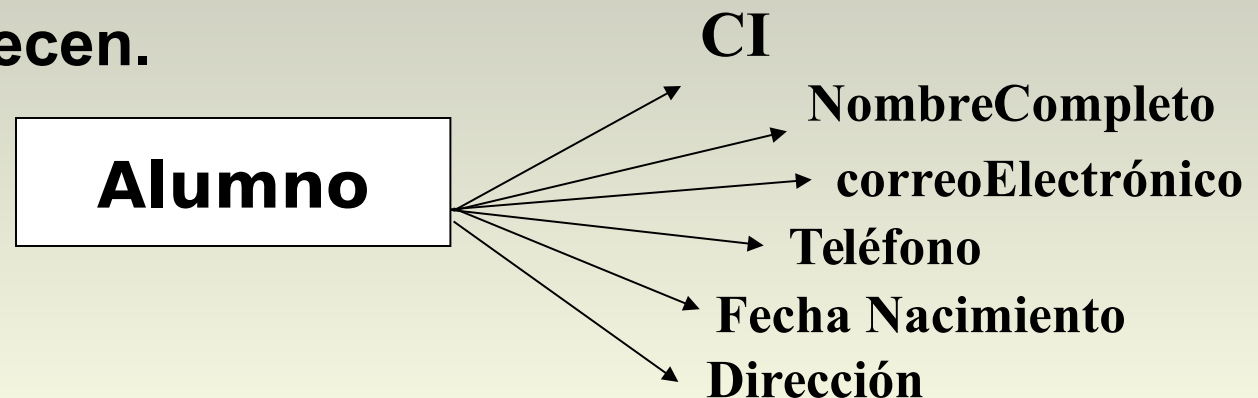 ecen.
CI
NombreCompleto
Alumno
correoElectrónico
Teléfono
Fecha Nacimiento
Dirección